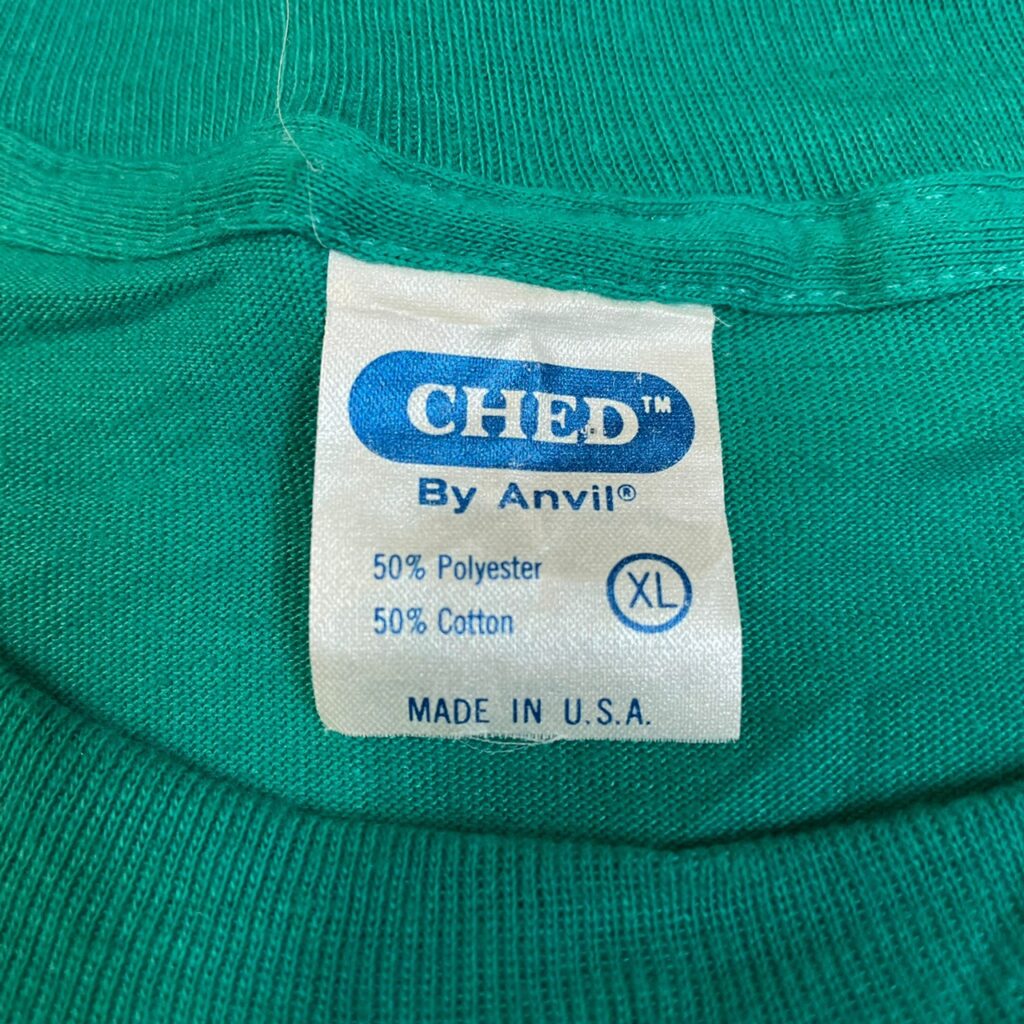 CHED™
By Anvil®
50% Polyester
50% Cotton
XL
MADE IN U.S.A.